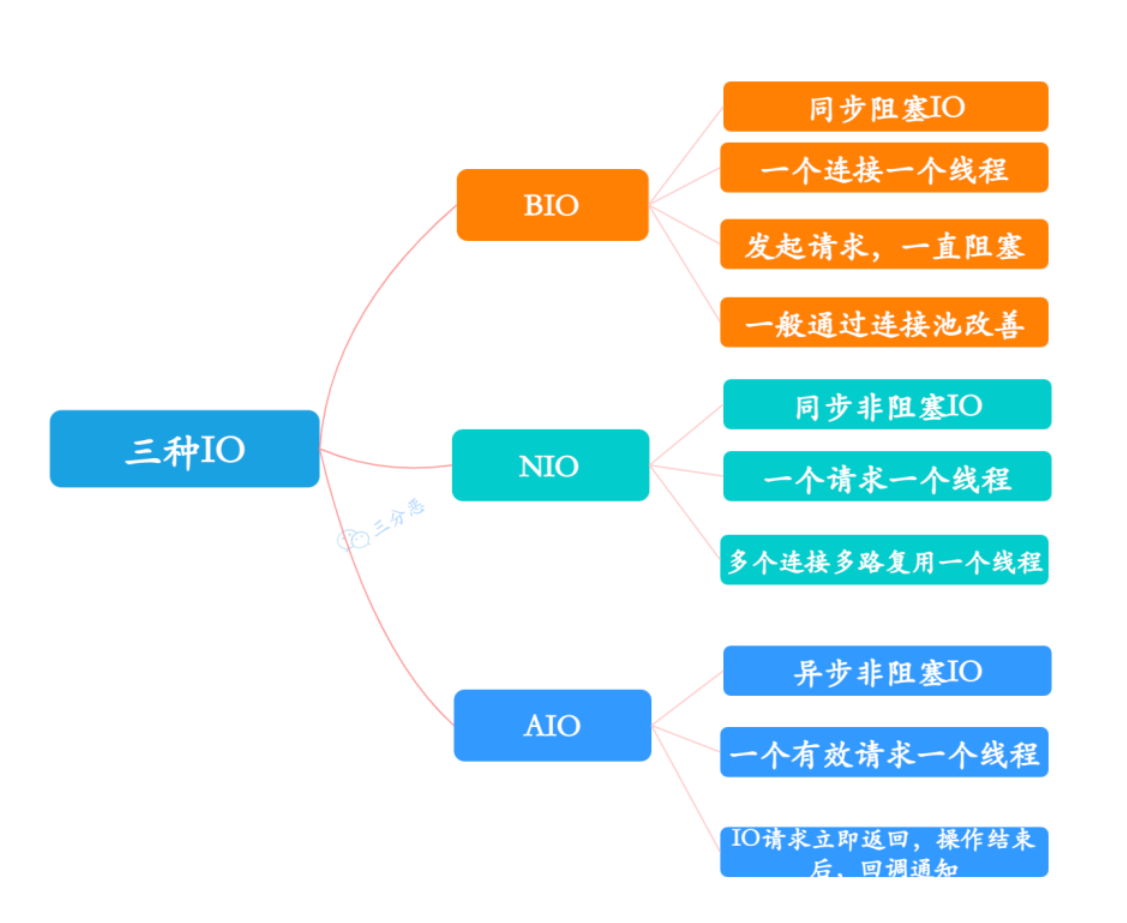 三种IO
BIO
同步阻塞IO
一个连接一个线程
发起请求，一直阻塞
一般通过连接池改善
NIO
同步非阻塞IO
一个请求一个线程
多个连接多路复用一个线程
AIO
异步非阻塞IO
一个有效请求一个线程
IO请求立即返回，操作结束
后，回调通知
三分恶